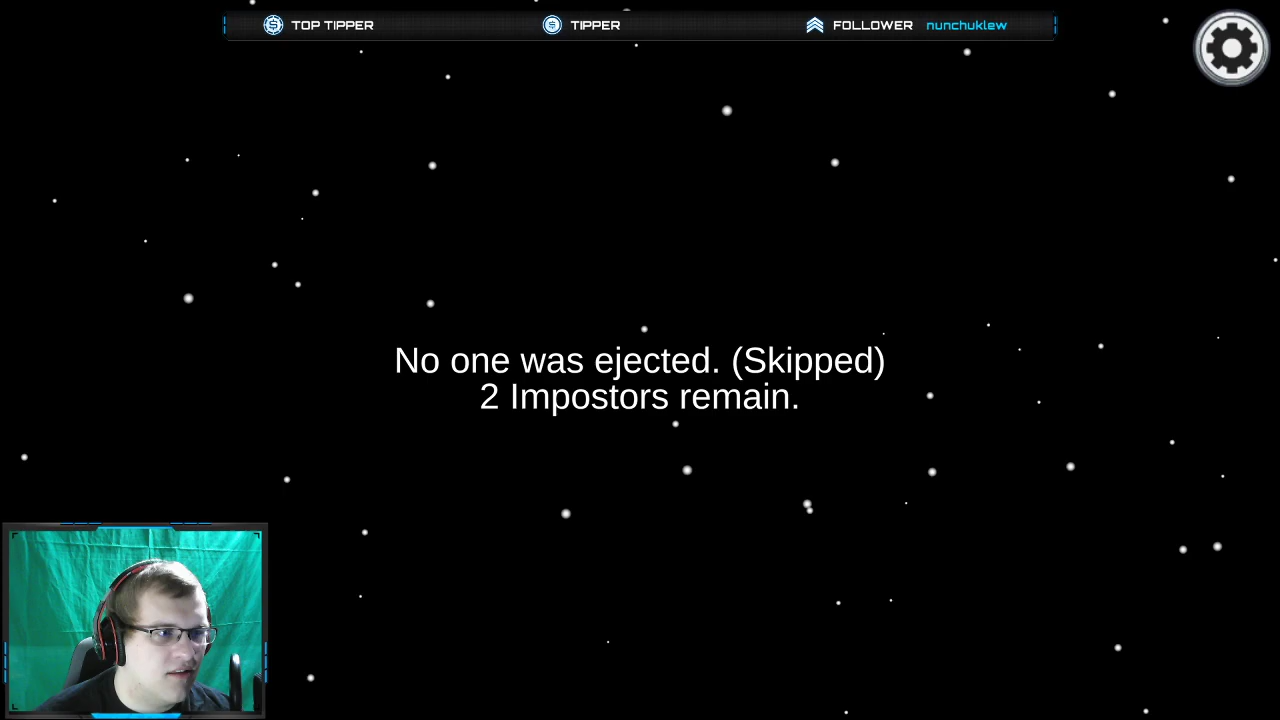 TOP TIPPER
TIPPER
FOLLOWER nunchuklew
No one was ejected. (Skipped)
2 Impostors remain.